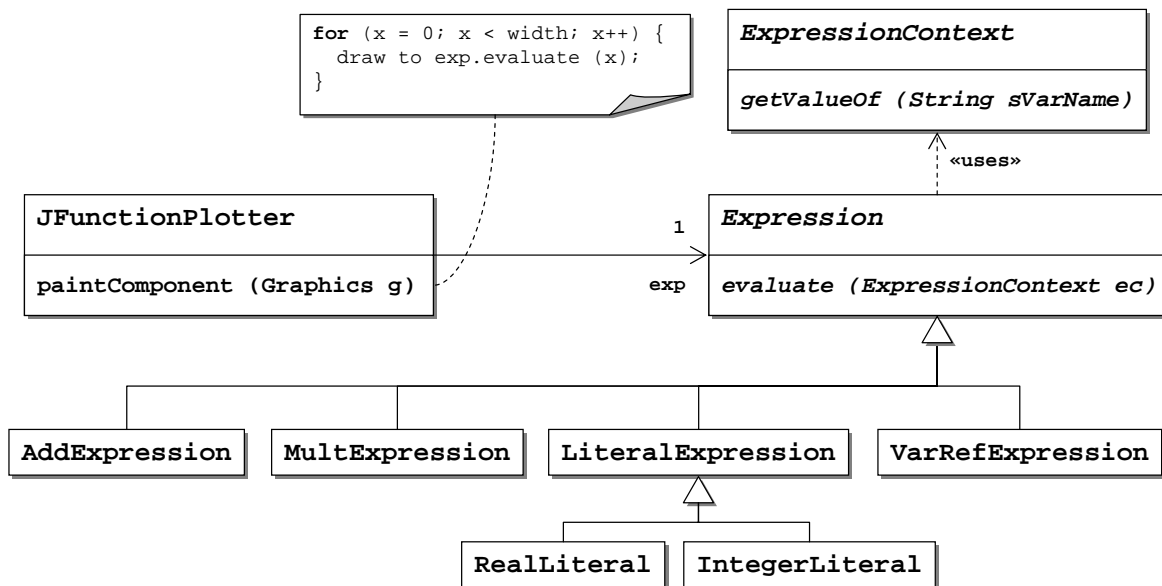 for (x = 0; x < width; x++) {
draw to exp.evaluate (x);
}
ExpressionContext
getValueOf (String sVarName)
«uses»
JFunctionPlotter
paintComponent (Graphics g)
1
exp
Expression
evaluate (ExpressionContext ec)
AddExpression
MultExpression
LiteralExpression
VarRefExpression
RealLiteral
IntegerLiteral